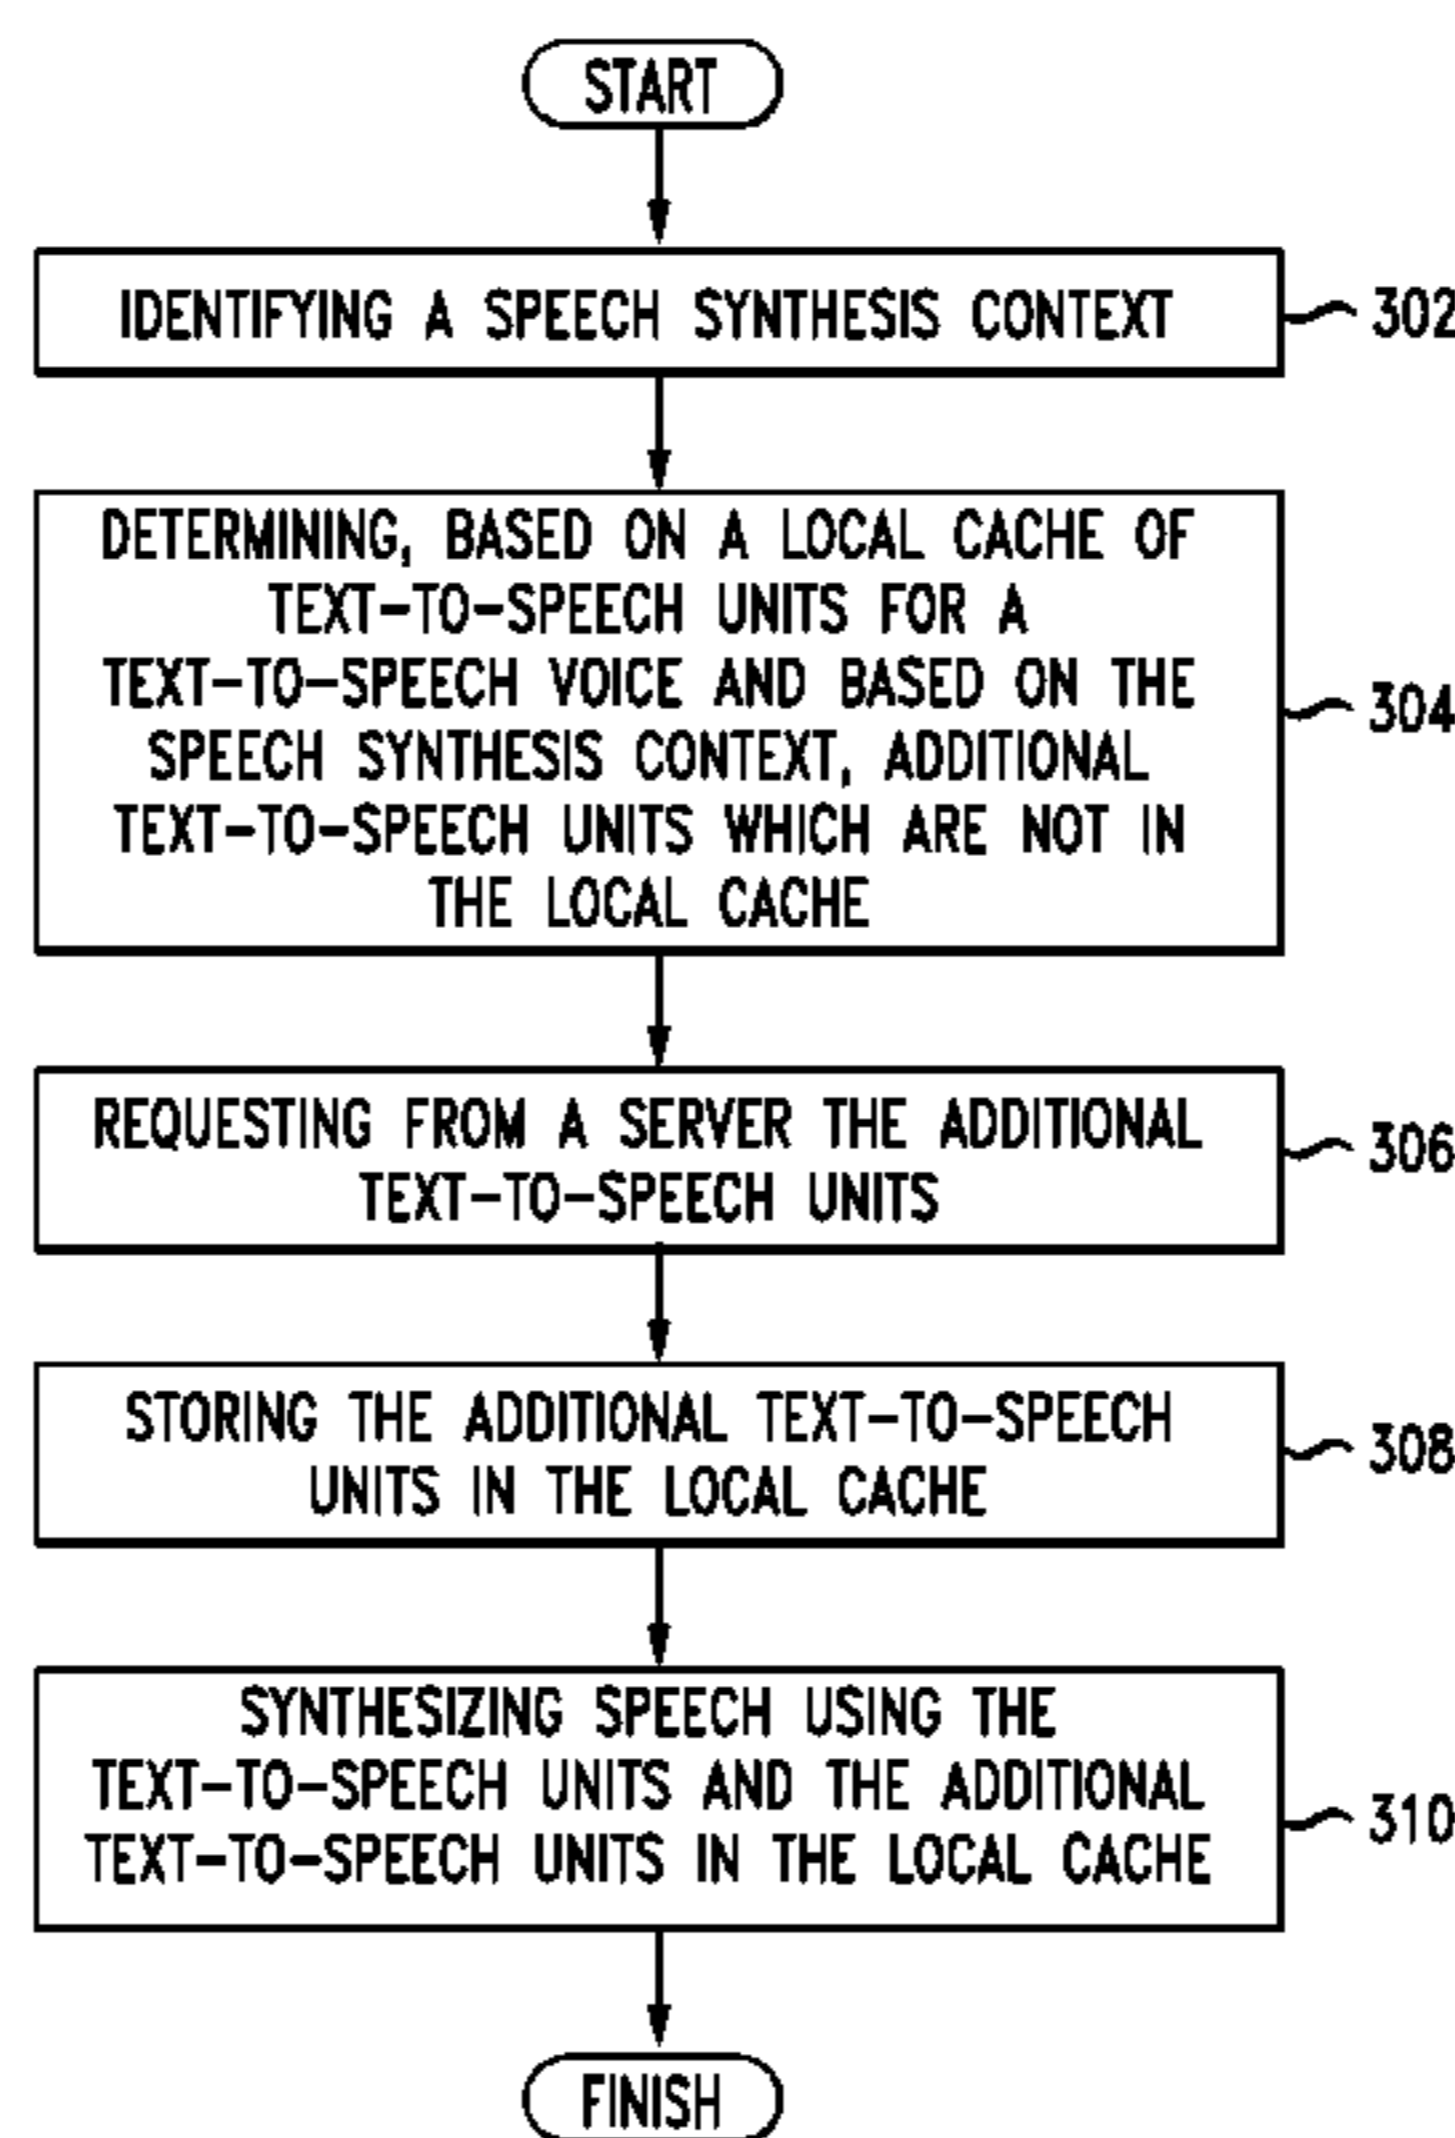 START
IDENTIFYING A SPEECH SYNTHESIS CONTEXT
302
DETERMINING, BASED ON A LOCAL CACHE OF
TEXT-TO-SPEECH UNITS FOR A
TEXT-TO-SPEECH VOICE AND BASED ON THE
SPEECH SYNTHESIS CONTEXT, ADDITIONAL
TEXT-TO-SPEECH UNITS WHICH ARE NOT IN
THE LOCAL CACHE
304
REQUESTING FROM A SERVER THE ADDITIONAL
TEXT-TO-SPEECH UNITS
306
STORING THE ADDITIONAL TEXT-TO-SPEECH
UNITS IN THE LOCAL CACHE
308
SYNTHESIZING SPEECH USING THE
TEXT-TO-SPEECH UNITS AND THE ADDITIONAL
TEXT-TO-SPEECH UNITS IN THE LOCAL CACHE
310
FINISH